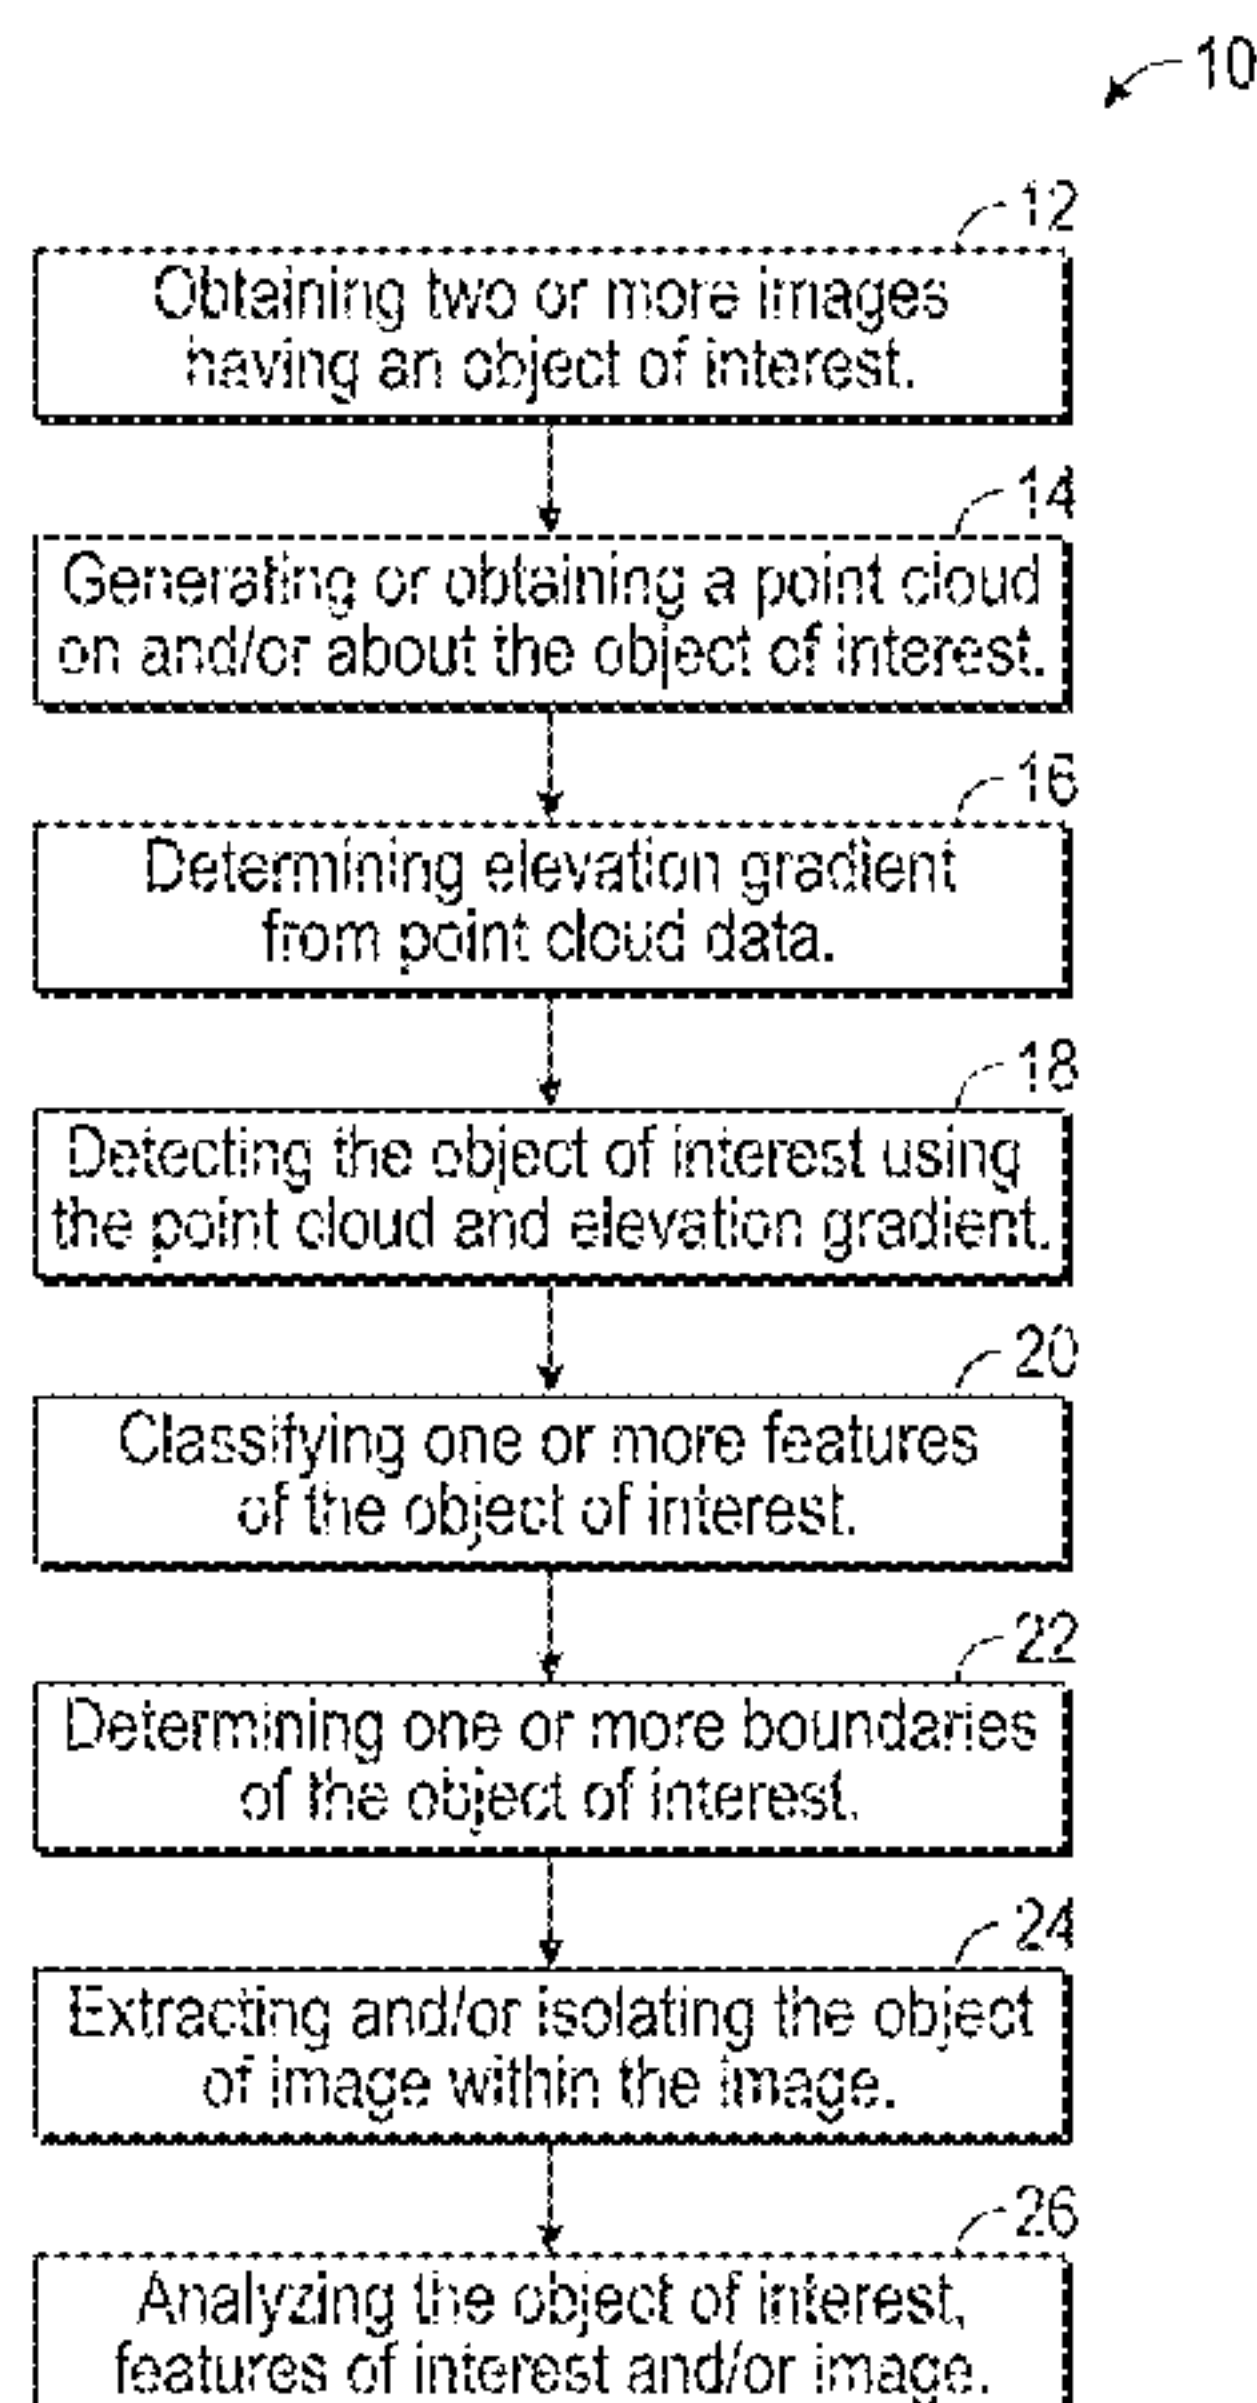 10
12
Obtaining two or more images
having an object of interest.
14
Generating or obtaining a point cloud
on and/or about the object of interest.
16
Determining elevation gradient
from point cloud data.
18
Detecting the object of interest using
the point cloud and elevation gradient.
20
Classifying one or more features
of the object of interest.
22
Determining one or more boundaries
of the object of interest.
24
Extracting and/or isolating the object
of image within the image.
26
Analyzing the object of interest,
features of interest and/or image.